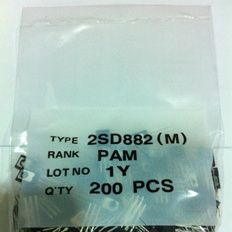 TYPE 2SD882(M)
RANK PAM
LOT NO 1Y
Q'TY 200 PCS